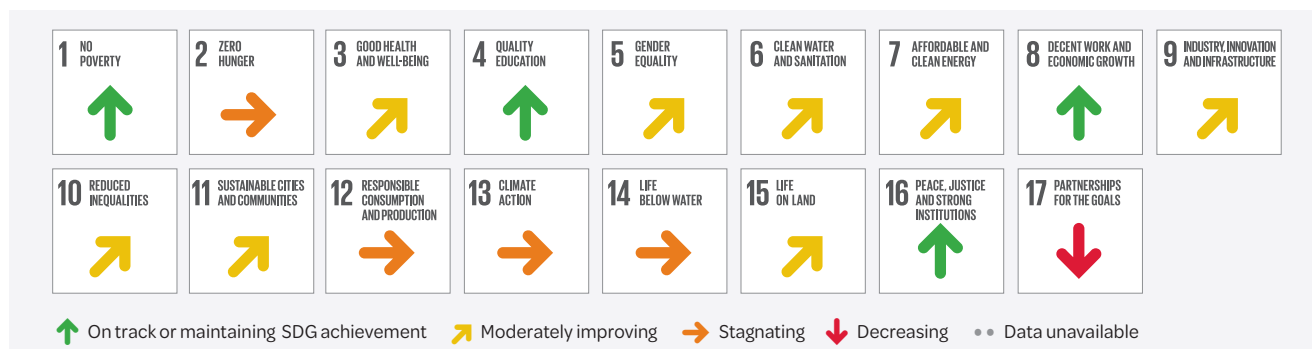 1 NO POVERTY
2 ZERO HUNGER
3 GOOD HEALTH AND WELL-BEING
4 QUALITY EDUCATION
5 GENDER EQUALITY
6 CLEAN WATER AND SANITATION
7 AFFORDABLE AND CLEAN ENERGY
8 DECENT WORK AND ECONOMIC GROWTH
9 INDUSTRY, INNOVATION AND INFRASTRUCTURE
10 REDUCED INEQUALITIES
11 SUSTAINABLE CITIES AND COMMUNITIES
12 RESPONSIBLE CONSUMPTION AND PRODUCTION
13 CLIMATE ACTION
14 LIFE BELOW WATER
15 LIFE ON LAND
16 PEACE, JUSTICE AND STRONG INSTITUTIONS
17 PARTNERSHIPS FOR THE GOALS
On track or maintaining SDG achievement
Moderately improving
Stagnating
Decreasing
Data unavailable